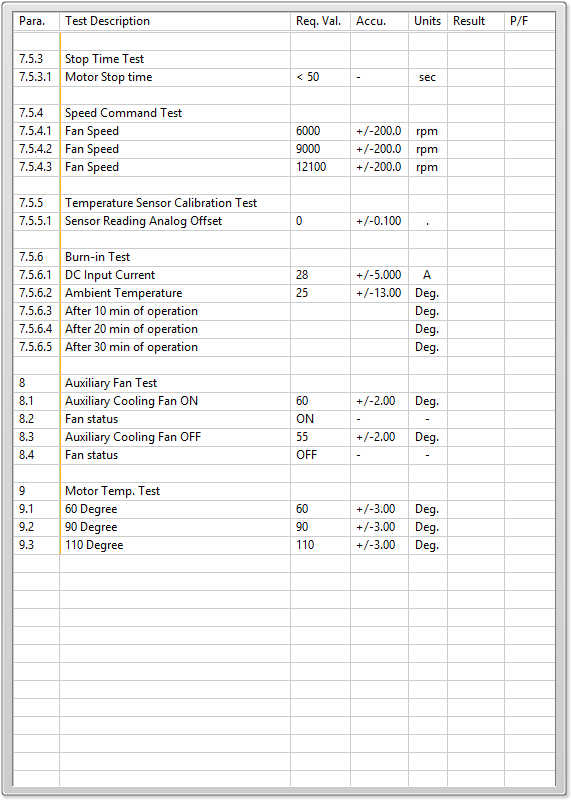 Para. Test Description Req. Val. Accu. Units Result P/F
7.5.3 Stop Time Test
7.5.3.1 Motor Stop time < 50 - sec
7.5.4 Speed Command Test
7.5.4.1 Fan Speed 6000 +/-200.0 rpm
7.5.4.2 Fan Speed 9000 +/-200.0 rpm
7.5.4.3 Fan Speed 12100 +/-200.0 rpm
7.5.5 Temperature Sensor Calibration Test
7.5.5.1 Sensor Reading Analog Offset 0 +/-0.100 .
7.5.6 Burn-in Test
7.5.6.1 DC Input Current 28 +/-5.000 A
7.5.6.2 Ambient Temperature 25 +/-13.00 Deg.
7.5.6.3 After 10 min of operation Deg.
7.5.6.4 After 20 min of operation Deg.
7.5.6.5 After 30 min of operation Deg.
8 Auxiliary Fan Test
8.1 Auxiliary Cooling Fan ON 60 +/-2.00 Deg.
8.2 Fan status ON - -
8.3 Auxiliary Cooling Fan OFF 55 +/-2.00 Deg.
8.4 Fan status OFF - -
9 Motor Temp. Test
9.1 60 Degree 60 +/-3.00 Deg.
9.2 90 Degree 90 +/-3.00 Deg.
9.3 110 Degree 110 +/-3.00 Deg.